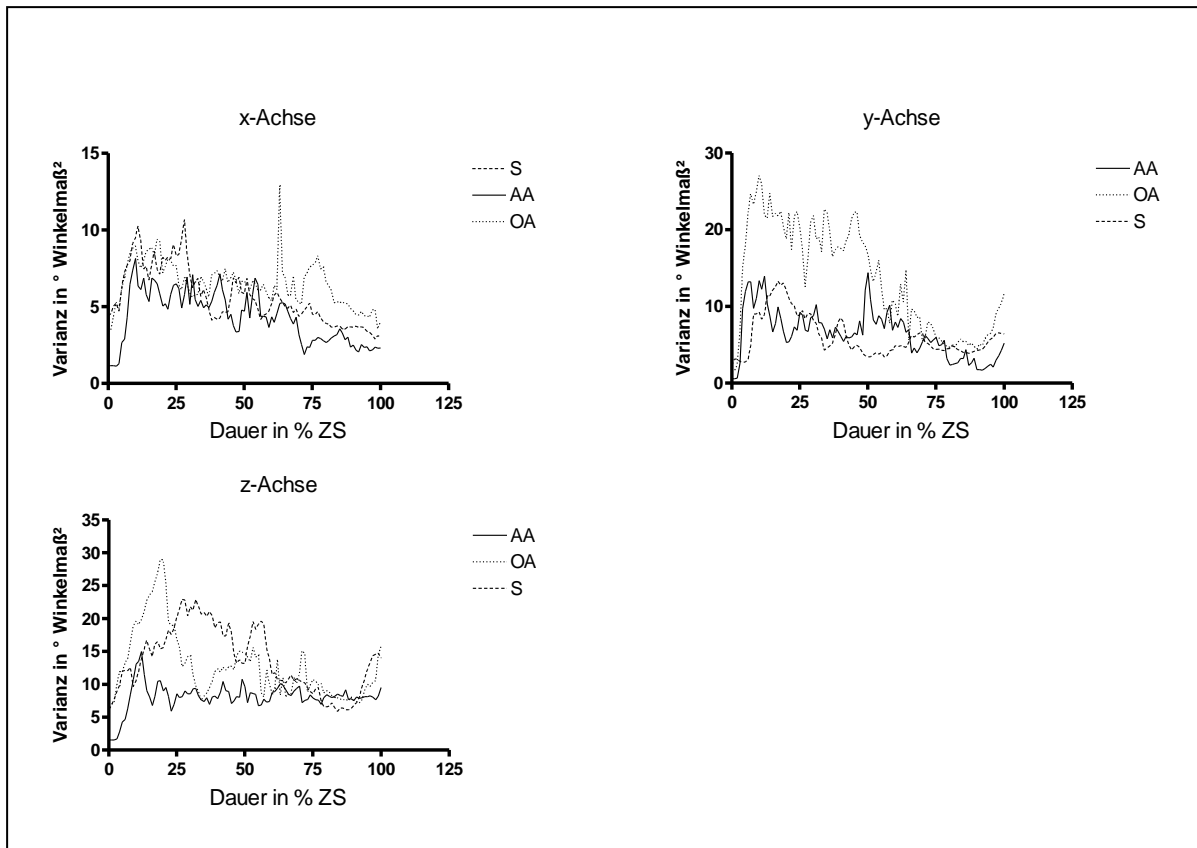 x-Achse
Varianz in ° Winkelmaß²
15
10
5
0
0 25 50 75 100 125
Dauer in % ZS
S
AA
OA
y-Achse
Varianz in ° Winkelmaß²
30
20
10
0
0 25 50 75 100 125
Dauer in % ZS
AA
OA
S
z-Achse
Varianz in ° Winkelmaß²
35
30
25
20
15
10
5
0
0 25 50 75 100 125
Dauer in % ZS
AA
OA
S